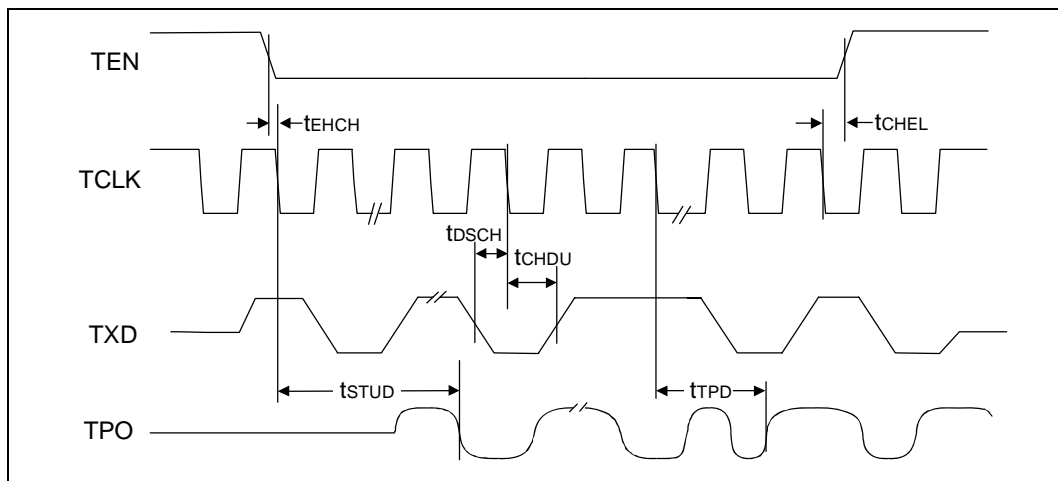 TEN
tEHCH
tCHEL
TCLK
tDSCH
tCHDU
TXD
tSTUD
tTPD
TPO